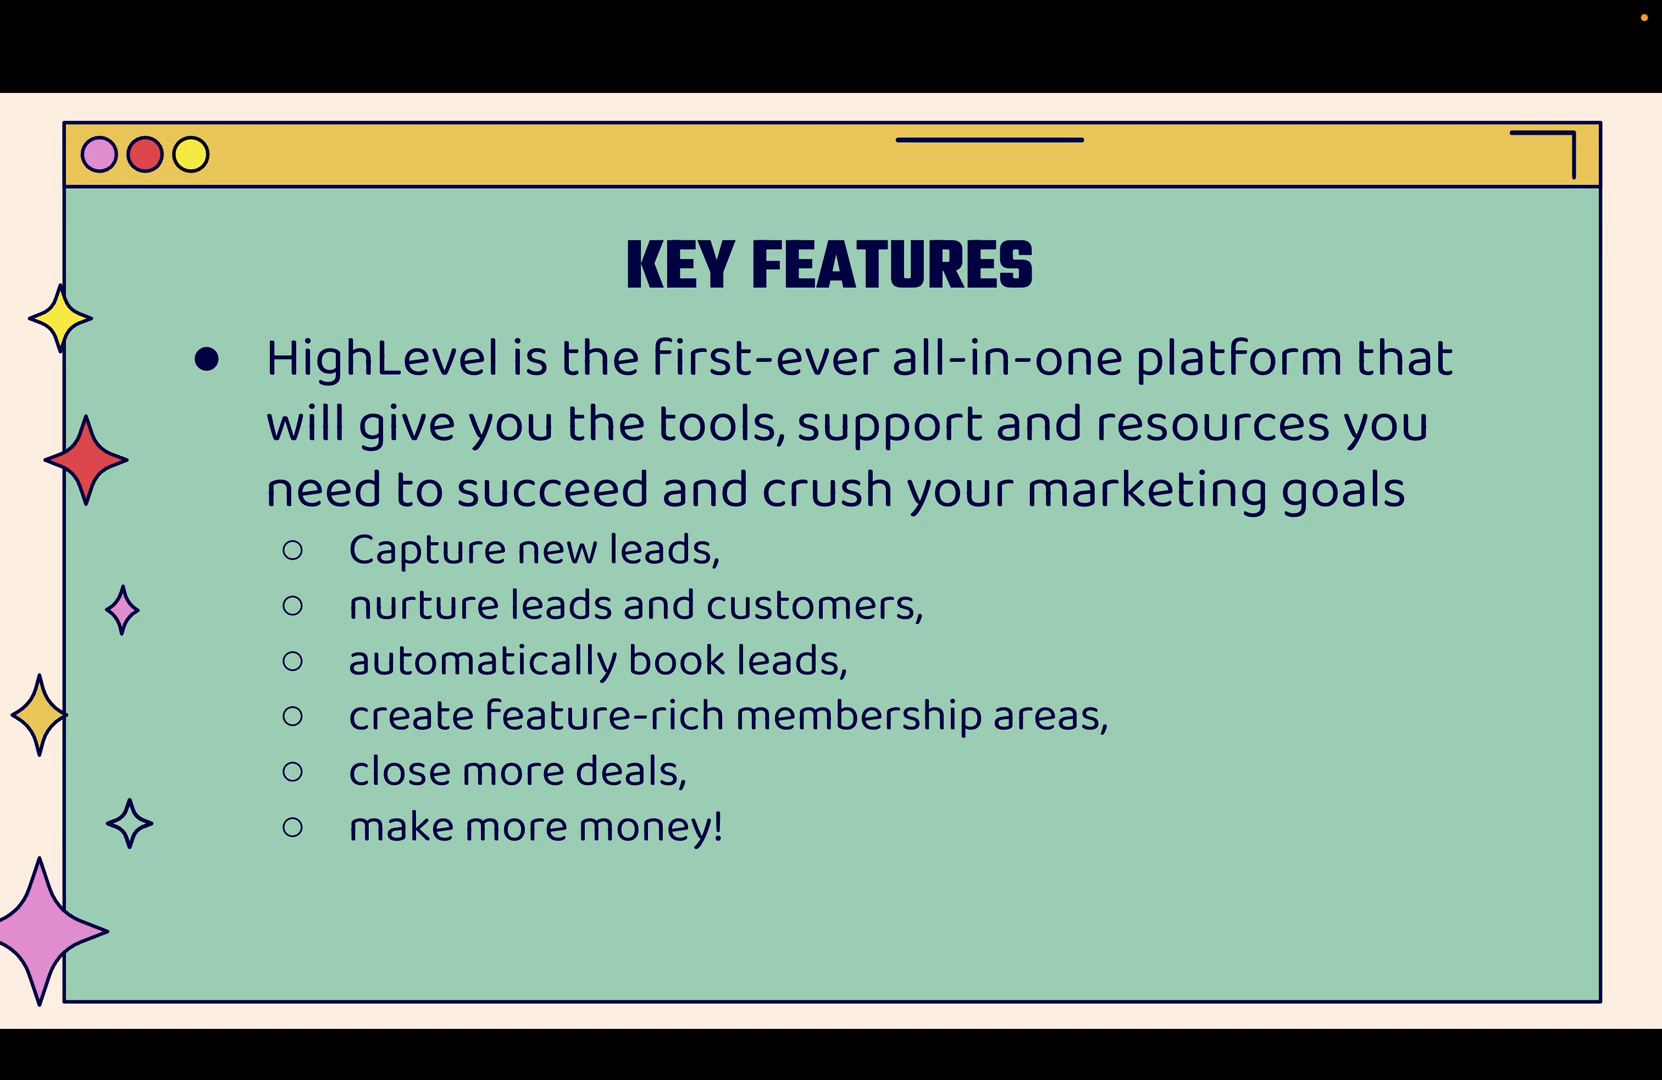 KEY FEATURES
● HighLevel is the first-ever all-in-one platform that
will give you the tools, support and resources you
need to succeed and crush your marketing goals
○ Capture new leads,
○ nurture leads and customers,
○ automatically book leads,
○ create feature-rich membership areas,
○ close more deals,
○ make more money!